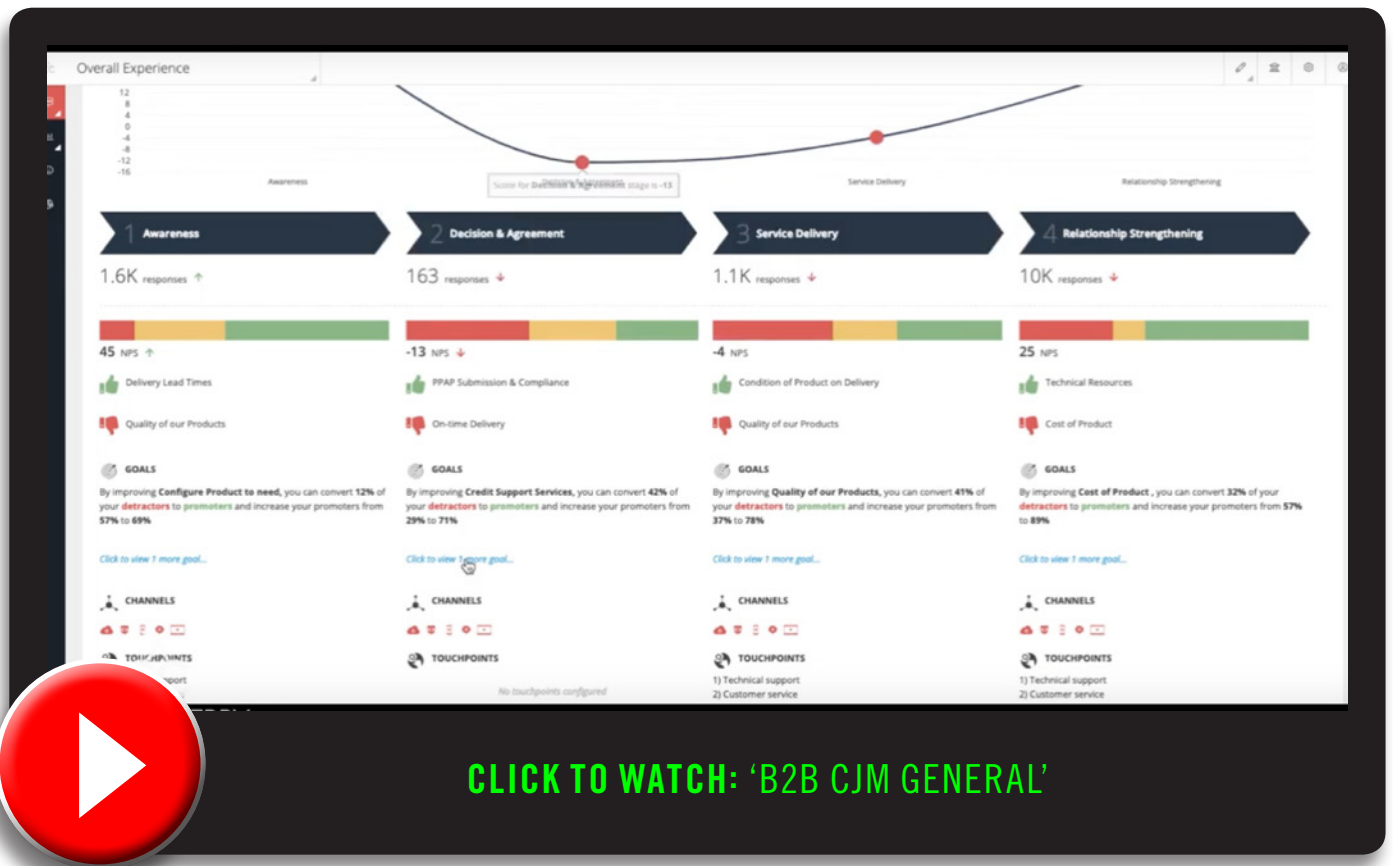 Overall Experience
12
8
4
0
-4
-8
-12
-16
Awareness
Service Delivery
Relationship Strengthening
Score for Decision & Agreement stage is -13
1 Awareness
2 Decision & Agreement
3 Service Delivery
4 Relationship Strengthening
1.6K responses
163 responses
1.1K responses
10K responses
45 NPS
-13 NPS
-4 NPS
25 NPS
Delivery Lead Times
PPAP Submission & Compliance
Condition of Product on Delivery
Technical Resources
Quality of our Products
On-time Delivery
Quality of our Products
Cost of Product
GOALS
By improving Configure Product to need, you can convert 12% of
your detractors to promoters and increase your promoters from
57% to 69%
Click to view 1 more goal...
GOALS
By improving Credit Support Services, you can convert 42% of
your detractors to promoters and increase your promoters from
29% to 71%
Click to view 1 more goal...
GOALS
By improving Quality of our Products, you can convert 41% of
your detractors to promoters and increase your promoters from
37% to 78%
Click to view 1 more goal...
GOALS
By improving Cost of Product , you can convert 32% of your
detractors to promoters and increase your promoters from 57%
to 89%
Click to view 1 more goal...
CHANNELS
CHANNELS
CHANNELS
CHANNELS
TOUCHPOINTS
TOUCHPOINTS
No touchpoints configured
TOUCHPOINTS
1) Technical support
2) Customer service
TOUCHPOINTS
1) Technical support
2) Customer service
CLICK TO WATCH: ‘B2B CJM GENERAL’